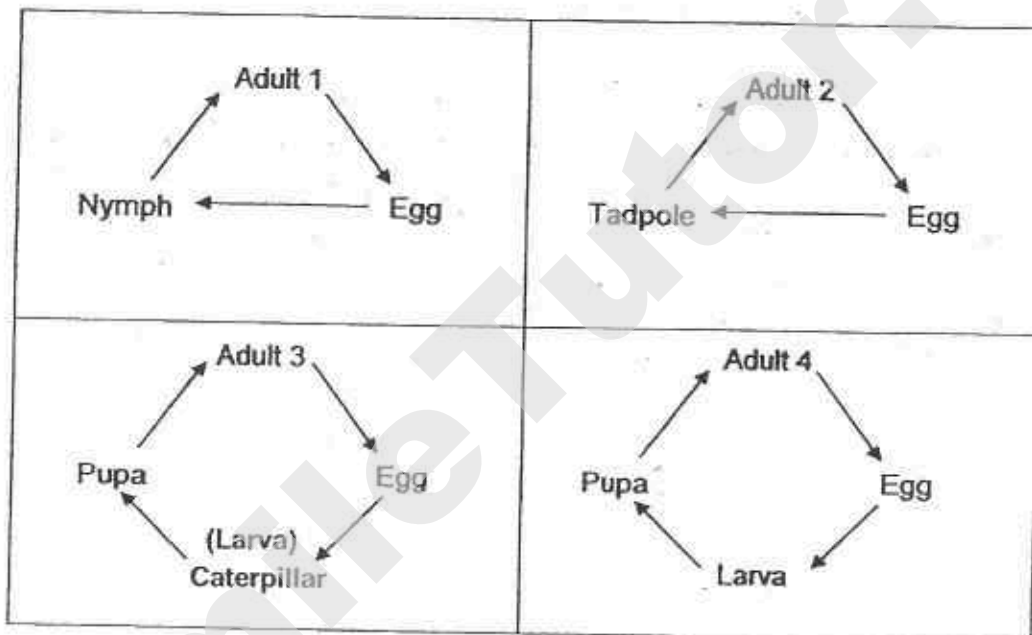 Adult 1
Nymph
Egg
Adult 2
Tadpole
Egg
Adult 3
Pupa
Egg
(Larva)
Caterpillar
Adult 4
Pupa
Egg
Larva